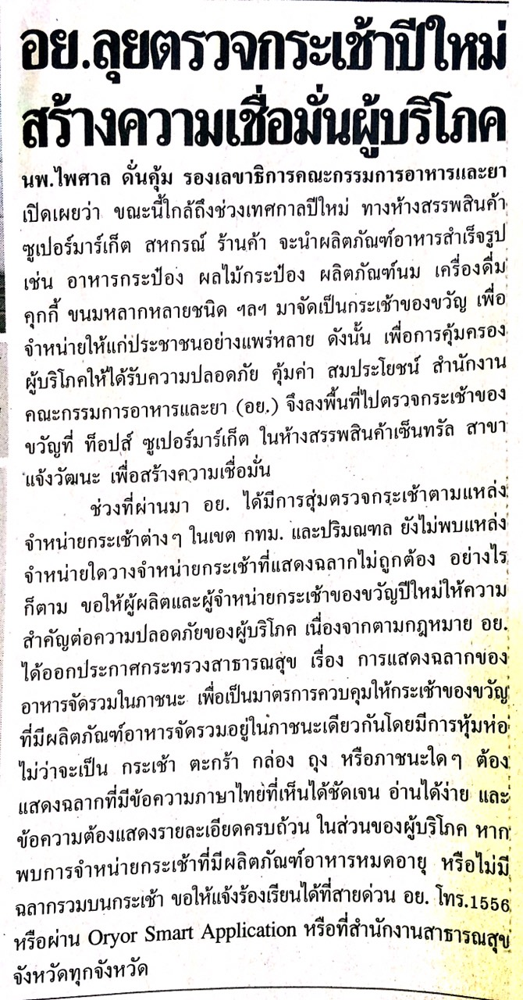 อย.ลุยตรวจกระเช้าปีใหม่
สร้างความเชื่อมั่นผู้บริโภค
นพ.ไพศาล ดั่นคุ้ม รองเลขาธิการคณะกรรมการอาหารและยา
เปิดเผยว่า ขณะนี้ใกล้ถึงช่วงเทศกาลปีใหม่ ทางห้างสรรพสินค้า
ซูเปอร์มาร์เก็ต สหกรณ์ ร้านค้า จะนำผลิตภัณฑ์อาหารสำเร็จรูป
เช่น อาหารกระป๋อง ผลไม้กระป๋อง ผลิตภัณฑ์นม เครื่องดื่ม
คุกกี้ ขนมหลากหลายชนิด ฯลฯ มาจัดเป็นกระเช้าของขวัญ เพื่อ
จำหน่ายให้แก่ประชาชนอย่างแพร่หลาย ดังนั้น เพื่อการคุ้มครอง
ผู้บริโภคให้ได้รับความปลอดภัย คุ้มค่า สมประโยชน์ สำนักงาน
คณะกรรมการอาหารและยา (อย.) จึงลงพื้นที่ไปตรวจกระเช้าของ
ขวัญที่ ท็อปส์ ซูเปอร์มาร์เก็ต ในห้างสรรพสินค้าเซ็นทรัล สาขา
แจ้งวัฒนะ เพื่อสร้างความเชื่อมั่น
ช่วงที่ผ่านมา อย. ได้มีการสุ่มตรวจกระเช้าตามแหล่ง
จำหน่ายกระเช้าต่างๆ ในเขต กทม. และปริมณฑล ยังไม่พบแหล่ง
จำหน่ายใดวางจำหน่ายกระเช้าที่แสดงฉลากไม่ถูกต้อง อย่างไร
ก็ตาม ขอให้ผู้ผลิตและผู้จำหน่ายกระเช้าของขวัญปีใหม่ให้ความ
สำคัญต่อความปลอดภัยของผู้บริโภค เนื่องจากตามกฎหมาย อย.
ได้ออกประกาศกระทรวงสาธารณสุข เรื่อง การแสดงฉลากของ
อาหารจัดรวมในภาชนะ เพื่อเป็นมาตรการควบคุมให้กระเช้าของขวัญ
ที่มีผลิตภัณฑ์อาหารจัดรวมอยู่ในภาชนะเดียวกันโดยมีการหุ้มห่อ
ไม่ว่าจะเป็น กระเช้า ตะกร้า กล่อง ถุง หรือภาชนะใดๆ ต้อง
แสดงฉลากที่มีข้อความภาษาไทยที่เห็นได้ชัดเจน อ่านได้ง่าย และ
ข้อความต้องแสดงรายละเอียดครบถ้วน ในส่วนของผู้บริโภค หาก
พบการจำหน่ายกระเช้าที่มีผลิตภัณฑ์อาหารหมดอายุ หรือไม่มี
ฉลากรวมบนกระเช้า ขอให้แจ้งร้องเรียนได้ที่สายด่วน อย. โทร.1556
หรือผ่าน Oryor Smart Application หรือที่สำนักงานสาธารณสุข
จังหวัดทุกจังหวัด